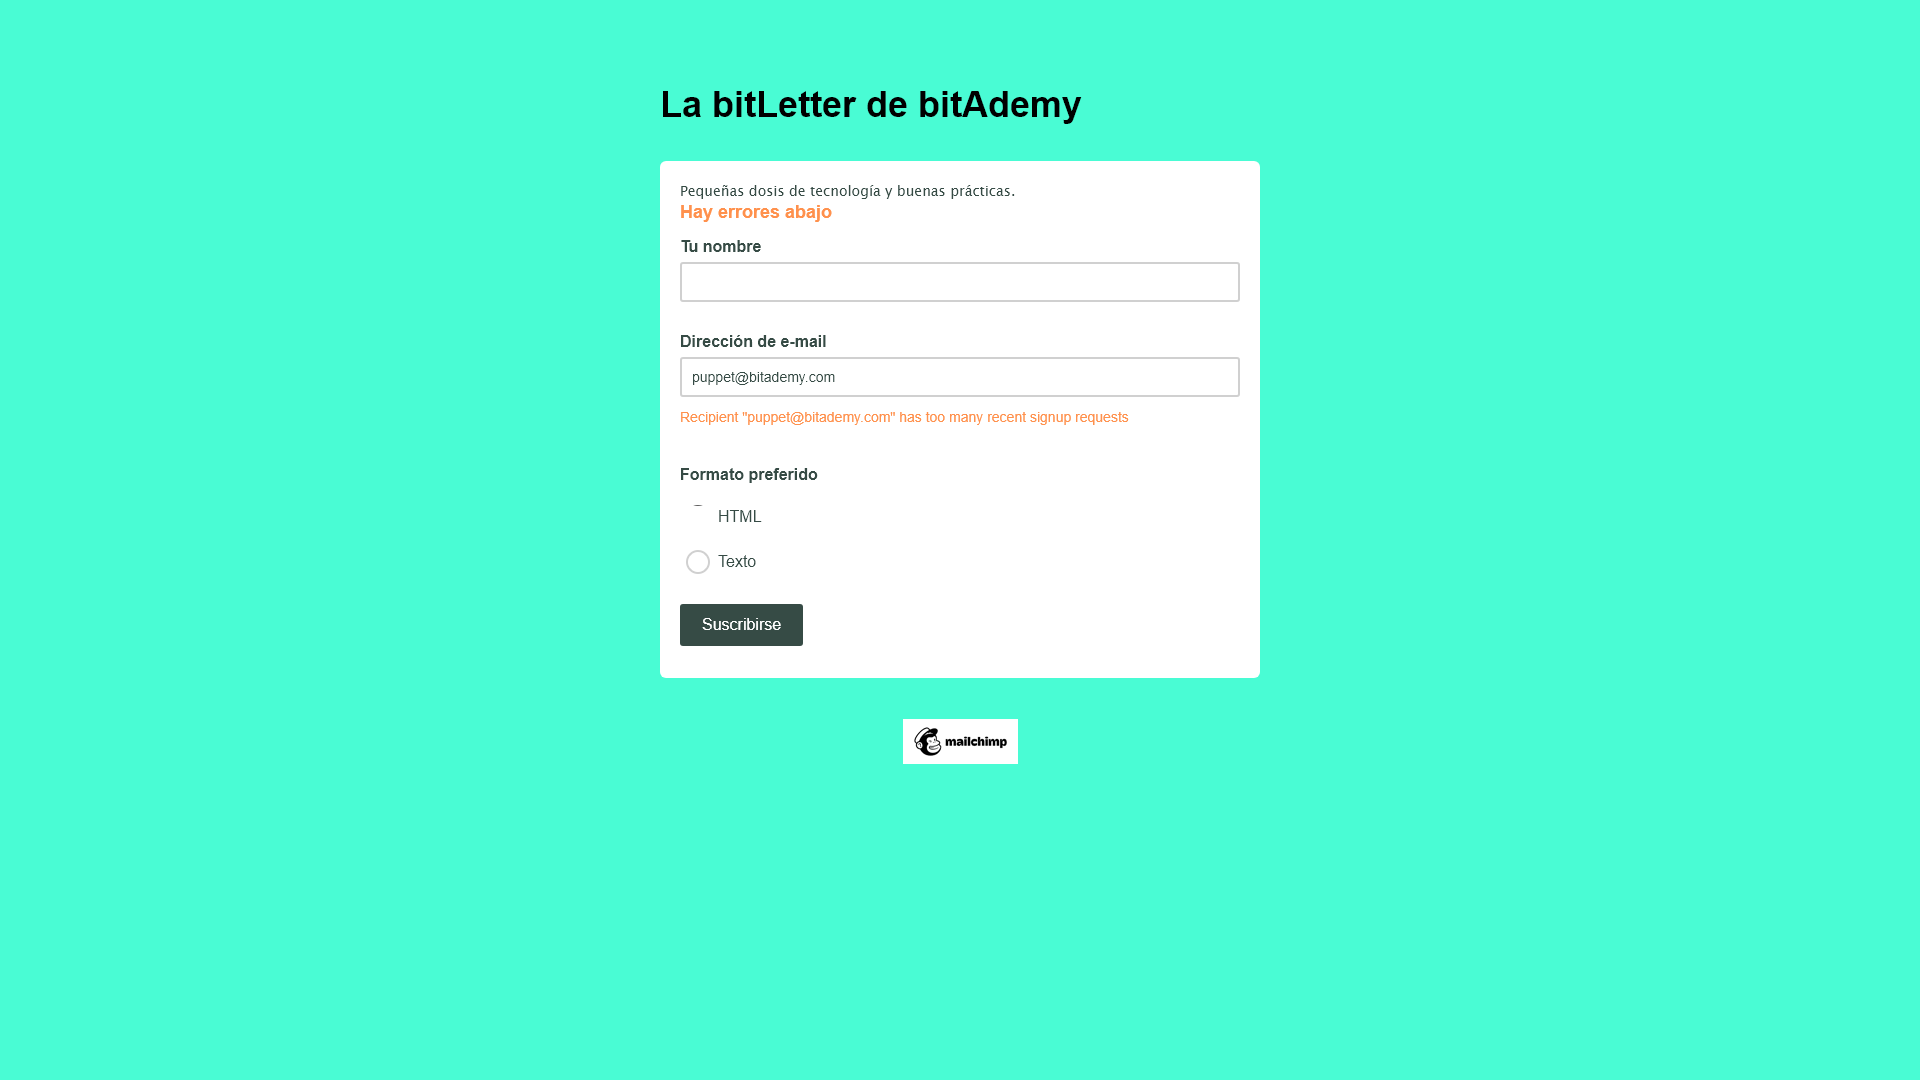 La bitLetter de bitAdemy
Pequeñas dosis de tecnología y buenas prácticas.
Hay errores abajo
Tu nombre
Dirección de e-mail
puppet@bitademy.com
Recipient "puppet@bitademy.com" has too many recent signup requests
Formato preferido
HTML
Texto
Suscribirse
mailchimp